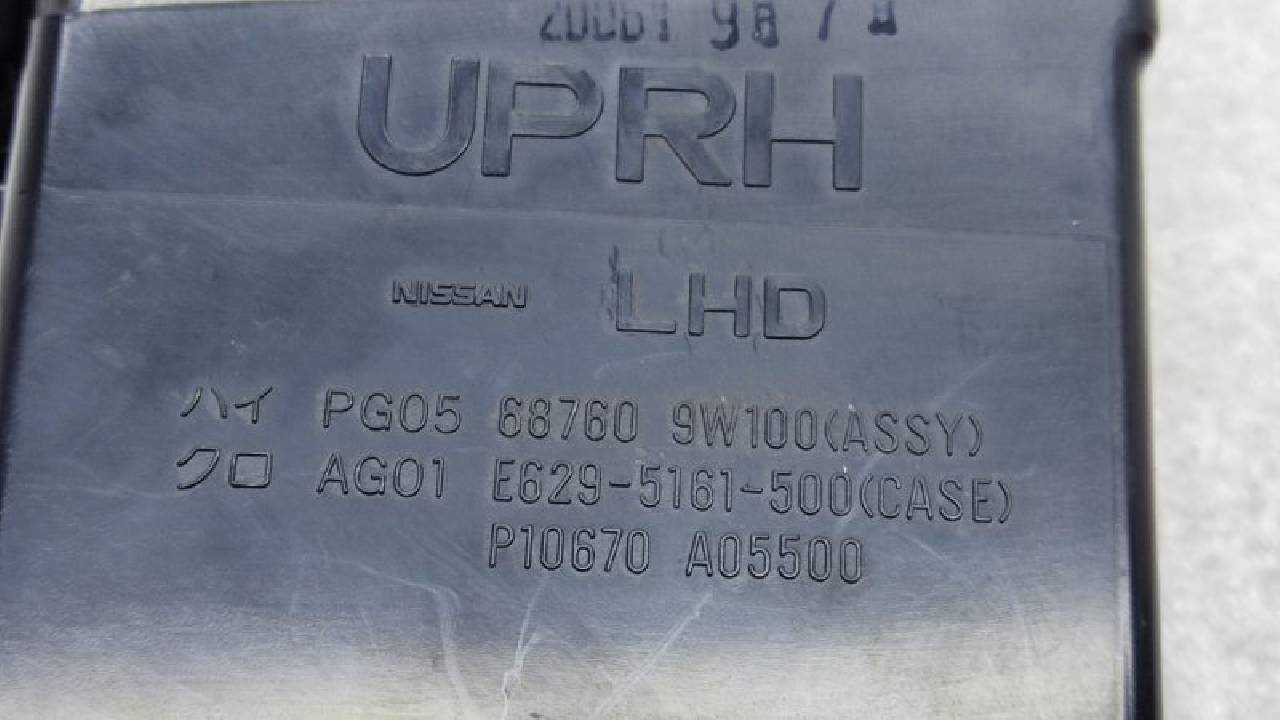 UPRH
NISSAN LHD
ハイ PG05 68760 9W100(ASSY)
クロ AG01 E629-5161-500(CASE)
P10670 A05500